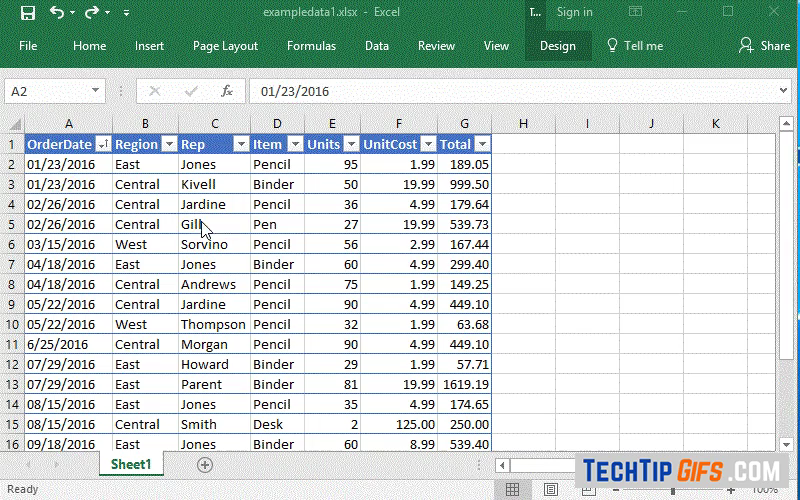 exampledata1.xlsx - Excel
T... Sign in
File Home Insert Page Layout Formulas Data Review View Design Tell me Share
A2 fx 01/23/2016
A B C D E F G H I J K
1 OrderDate Region Rep Item Units UnitCost Total
2 01/23/2016 East Jones Pencil 95 1.99 189.05
3 01/23/2016 Central Kivell Binder 50 19.99 999.50
4 02/26/2016 Central Jardine Pencil 36 4.99 179.64
5 02/26/2016 Central Gill Pen 27 19.99 539.73
6 03/15/2016 West Sorvino Pencil 56 2.99 167.44
7 04/18/2016 East Jones Binder 60 4.99 299.40
8 04/18/2016 Central Andrews Pencil 75 1.99 149.25
9 05/22/2016 Central Jardine Pencil 90 4.99 449.10
10 05/22/2016 West Thompson Pencil 32 1.99 63.68
11 6/25/2016 Central Morgan Pencil 90 4.99 449.10
12 07/29/2016 East Howard Binder 29 1.99 57.71
13 07/29/2016 East Parent Binder 81 19.99 1619.19
14 08/15/2016 East Jones Pencil 35 4.99 174.65
15 08/15/2016 Central Smith Desk 2 125.00 250.00
16 09/18/2016 East Jones Binder 60 8.99 539.40
Sheet1
TECHTIPGIFS.COM
Ready 100%